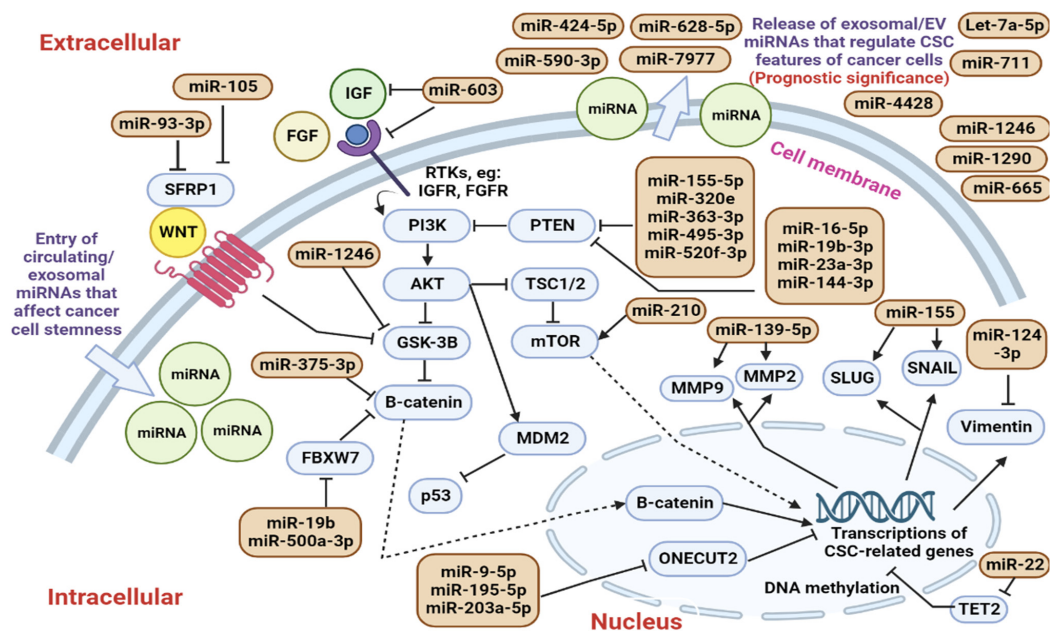 Extracellular
miR-424-5p
miR-628-5p
miR-590-3p
miR-7977
Release of exosomal/EV
miRNAs that regulate CSC
features of cancer cells
(Prognostic significance)
Let-7a-5p
miR-711
miR-4428
miR-1246
miR-1290
miR-665
miR-105
miR-93-3p
SFRP1
WNT
IGF
FGF
miR-603
miRNA
miRNA
Cell membrane
RTKs, eg:
IGFR, FGFR
PI3K
PTEN
miR-155-5p
miR-320e
miR-363-3p
miR-495-3p
miR-520f-3p
miR-16-5p
miR-19b-3p
miR-23a-3p
miR-144-3p
Entry of
circulating/
exosomal
miRNAs that
affect cancer
cell stemness
miR-1246
AKT
TSC1/2
GSK-3B
mTOR
miR-210
miR-139-5p
MMP9
MMP2
miR-155
SLUG
SNAIL
miR-124
-3p
Vimentin
miR-375-3p
B-catenin
miRNA
miRNA
miRNA
FBXW7
MDM2
p53
miR-19b
miR-500a-3p
B-catenin
Transcriptions of
CSC-related genes
ONECUT2
miR-9-5p
miR-195-5p
miR-203a-5p
DNA methylation
miR-22
TET2
Intracellular
Nucleus